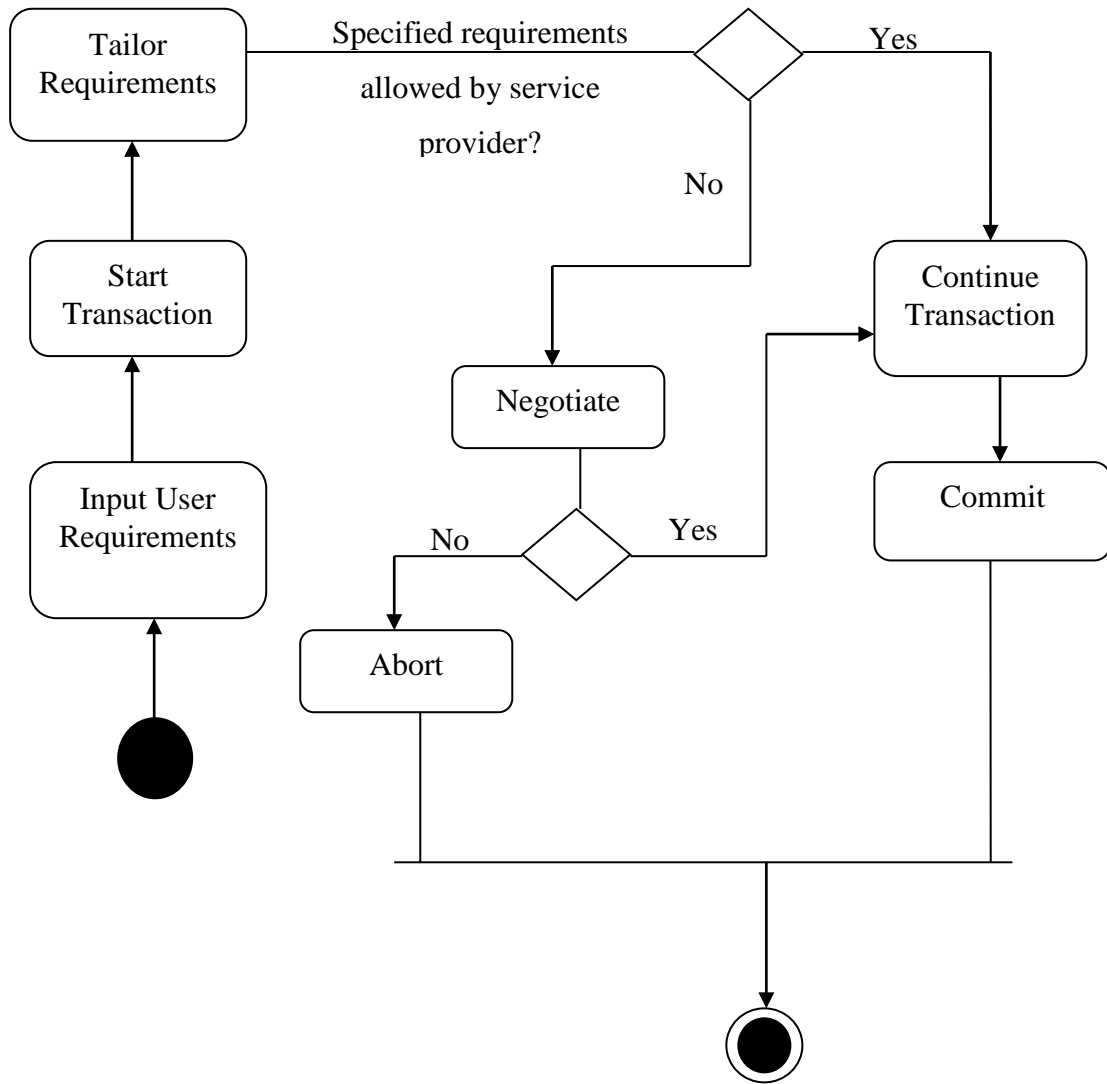 Tailor
Requirements
Specified requirements
allowed by service
provider?
Yes
No
Start
Transaction
Continue
Transaction
Negotiate
Input User
Requirements
Commit
No
Yes
Abort